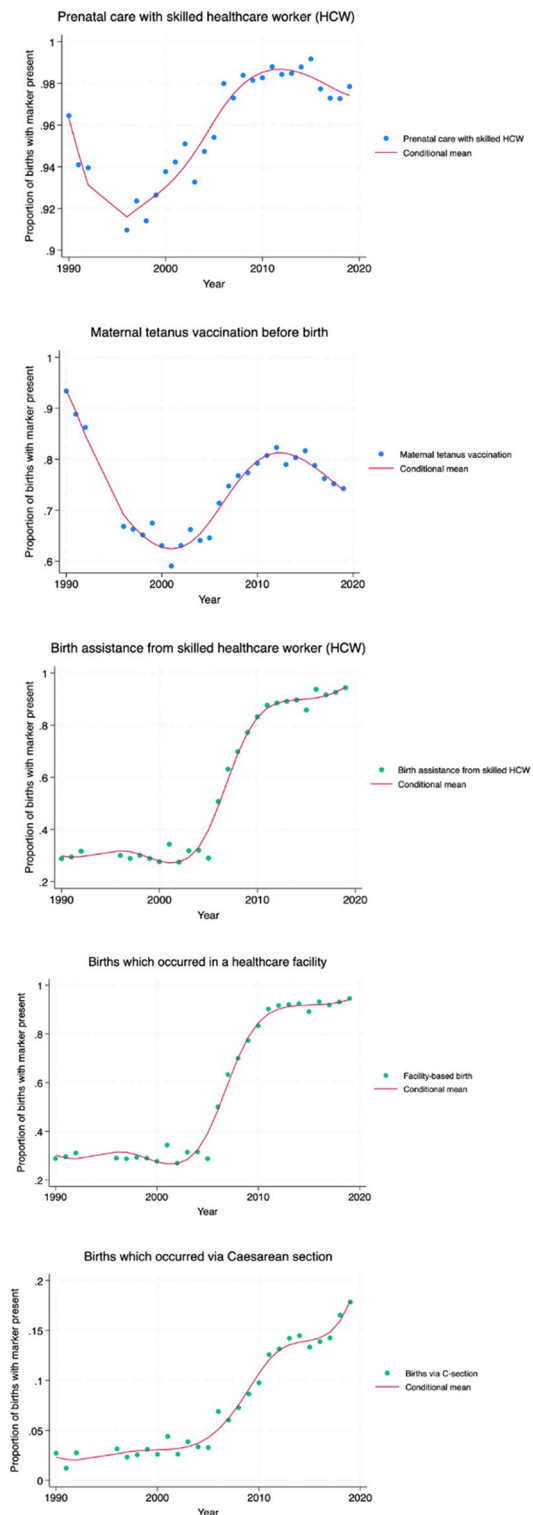 Prenatal care with skilled healthcare worker (HCW)
Proportion of births with marker present
1
.98
.96
.94
.92
.9
1990
2000
2010
2020
Year
Prenatal care with skilled HCW
Conditional mean
Maternal tetanus vaccination before birth
Proportion of births with marker present
1
.9
.8
.7
.6
1990
2000
2010
2020
Year
Maternal tetanus vaccination
Conditional mean
Birth assistance from skilled healthcare worker (HCW)
Proportion of births with marker present
1
.8
.6
.4
.2
1990
2000
2010
2020
Year
Birth assistance from skilled HCW
Conditional mean
Births which occurred in a healthcare facility
Proportion of births with marker present
1
.8
.6
.4
.2
1990
2000
2010
2020
Year
Facility-based birth
Conditional mean
Births which occurred via Caesarean section
Proportion of births with marker present
.2
.15
.1
.05
0
1990
2000
2010
2020
Year
Births via C-section
Conditional mean